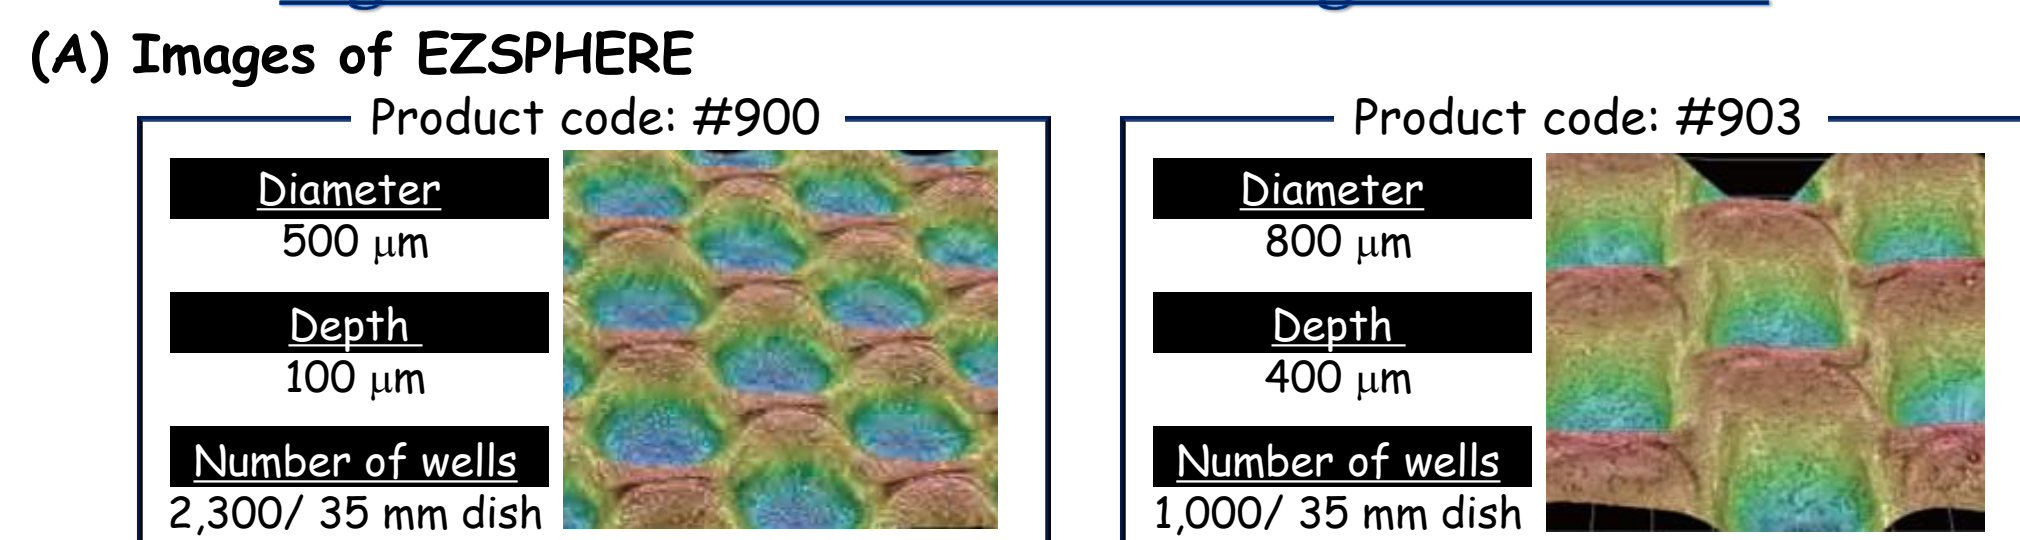 (A) Images of EZSPHERE
Product code: #900
Diameter
500 μm
Depth
100 μm
Number of wells
2,300/ 35 mm dish
Product code: #903
Diameter
800 μm
Depth
400 μm
Number of wells
1,000/ 35 mm dish